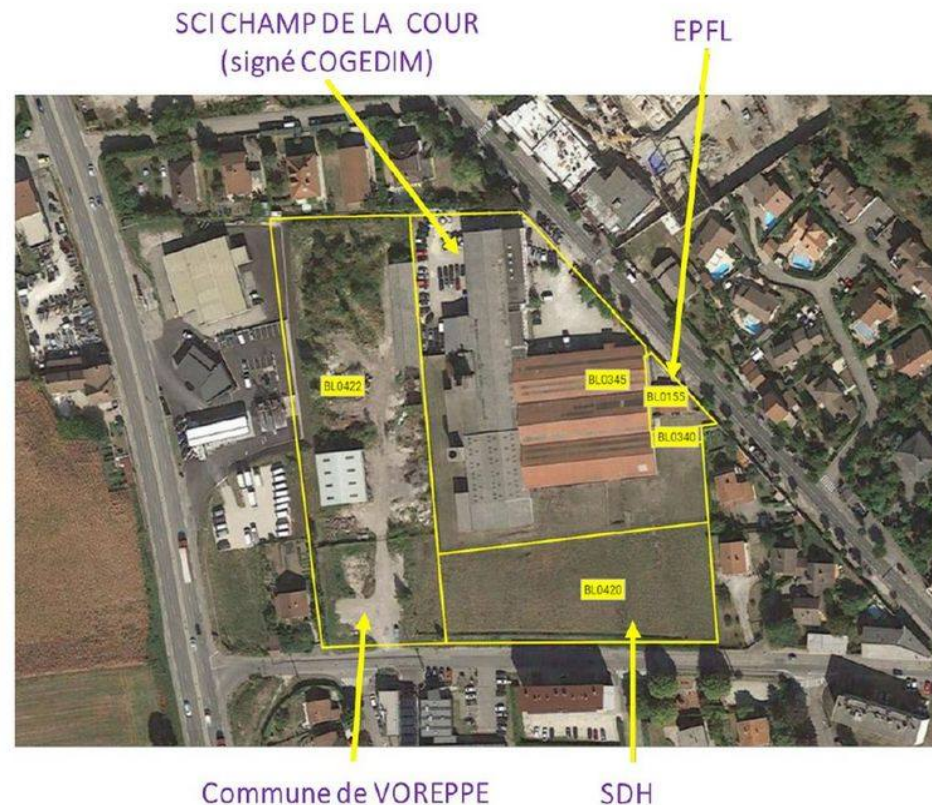 SCI CHAMP DE LA COUR
(signé COGEDIM)
EPFL
BL0422
BL0345
BL0155
BL0340
BL0420
Commune de VOREPPE
SDH